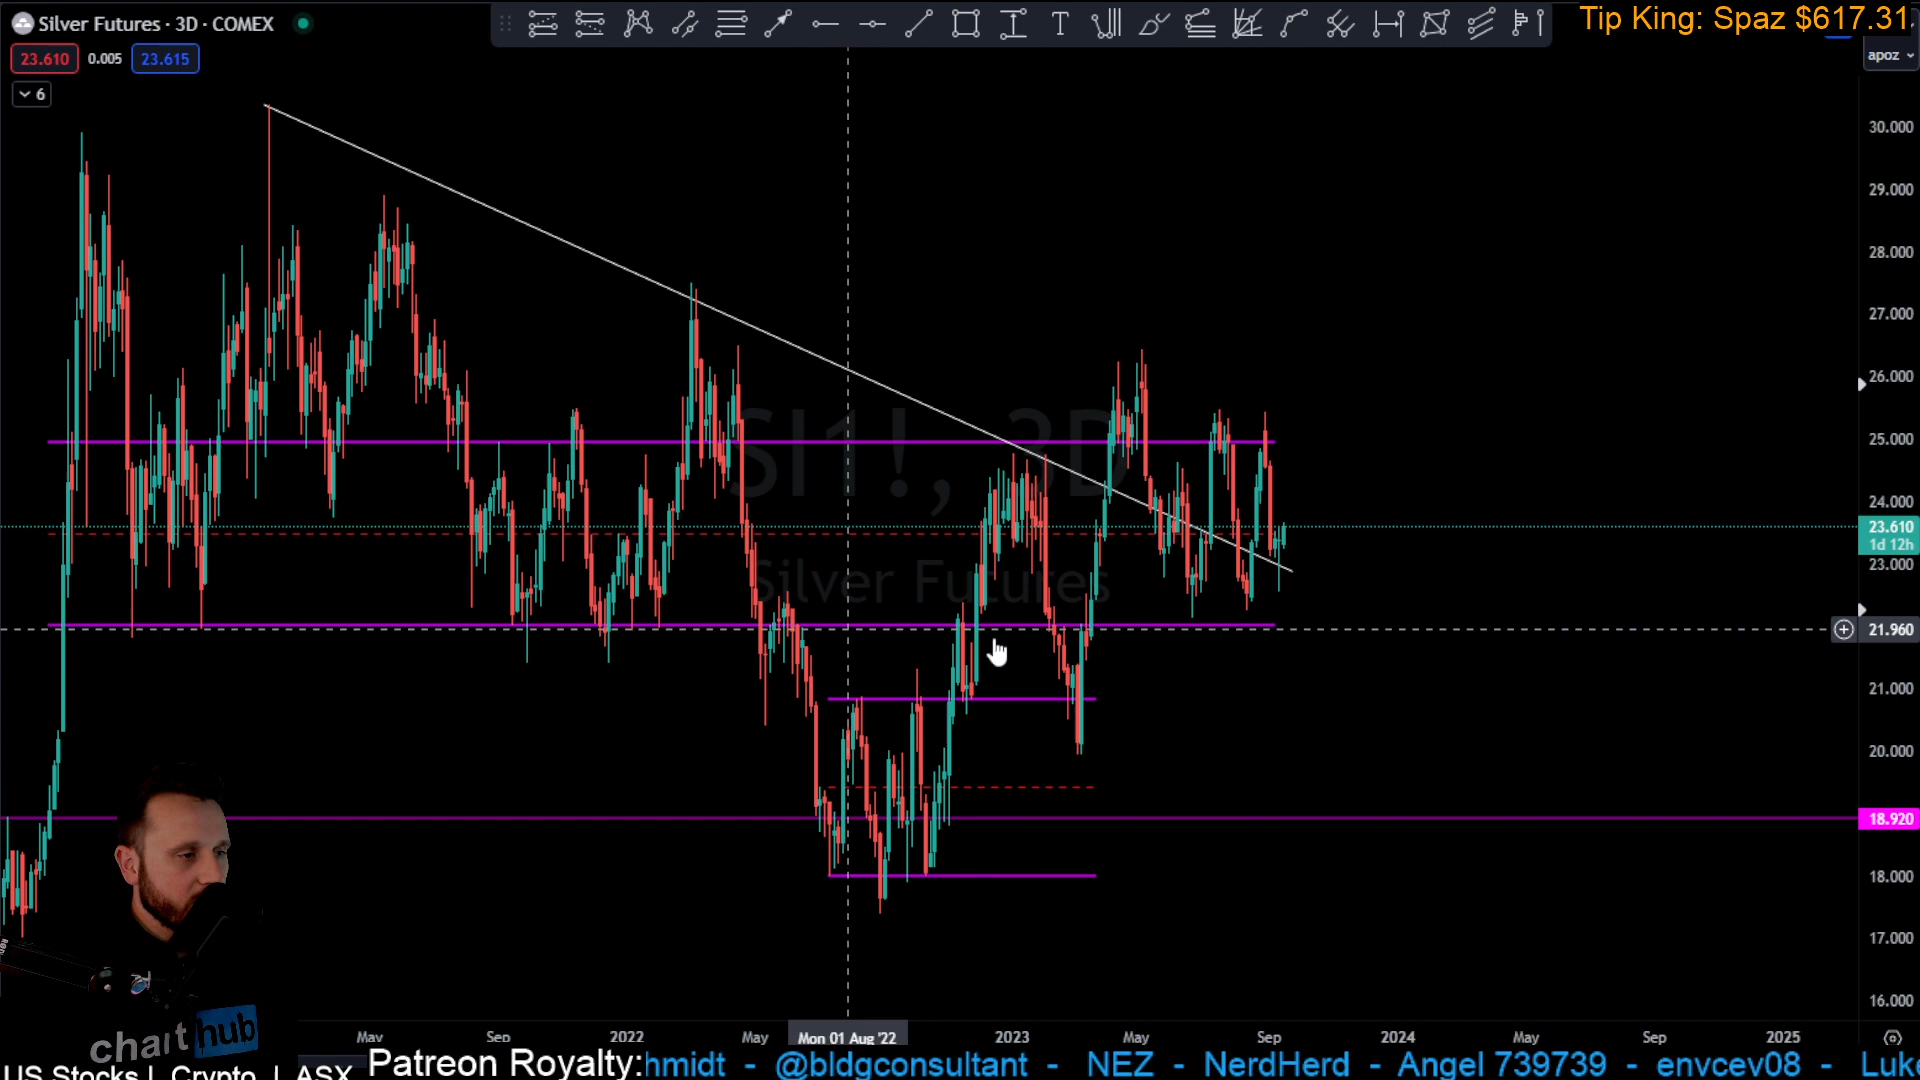 Silver Futures · 3D · COMEX
Tip King: Spaz $617.31
23.610 0.005 23.615
apoz
6
30.000
29.000
28.000
27.000
26.000
25.000
24.000
23.610
1d 12h
23.000
21.960
21.000
20.000
18.920
18.000
17.000
16.000
SI1!, 3D
Silver Futures
May Sep 2022 May Mon 01 Aug '22 2023 May Sep 2024 May Sep 2025
chart hub
US Stocks | Crypto | ASX
Patreon Royalty: hmidt - @bldgconsultant - NEZ - NerdHerd - Angel 739739 - envcev08 - Luke